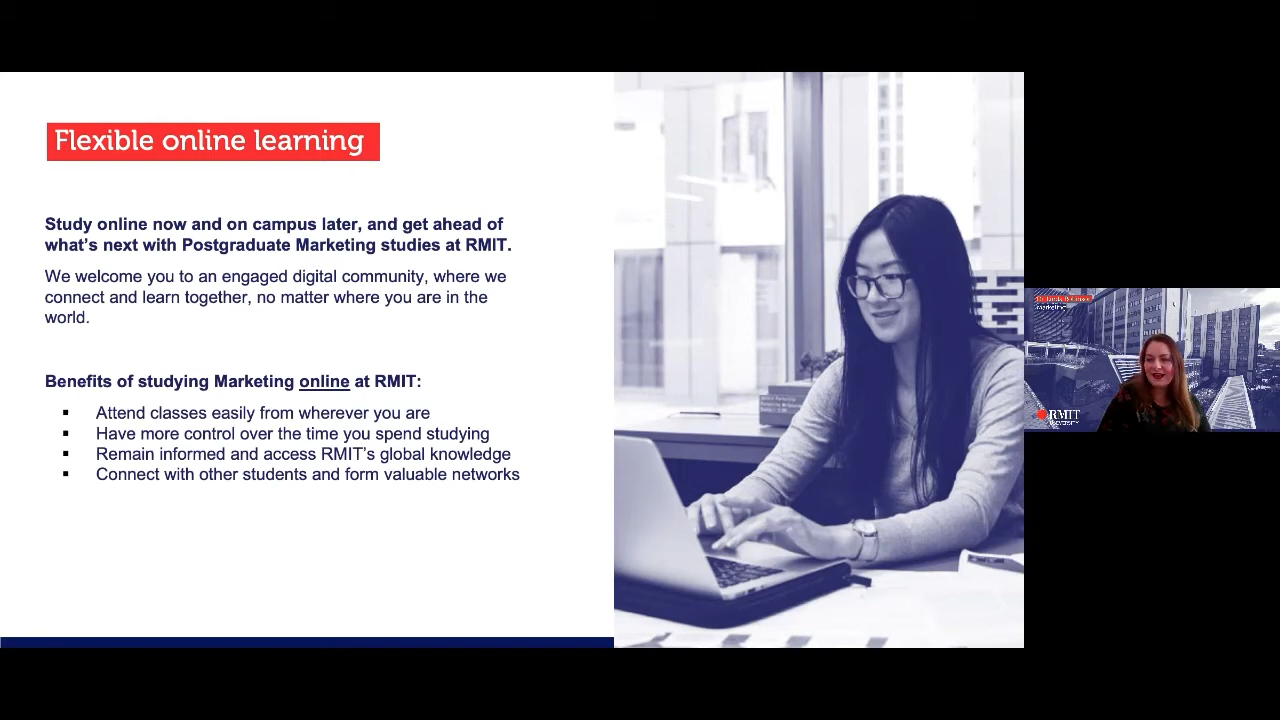 Flexible online learning
Study online now and on campus later, and get ahead of
what's next with Postgraduate Marketing studies at RMIT.
We welcome you to an engaged digital community, where we
connect and learn together, no matter where you are in the
world.
Benefits of studying Marketing online at RMIT:
▪ Attend classes easily from wherever you are
▪ Have more control over the time you spend studying
▪ Remain informed and access RMIT's global knowledge
▪ Connect with other students and form valuable networks
Marketing
RMIT
UNIVERSITY